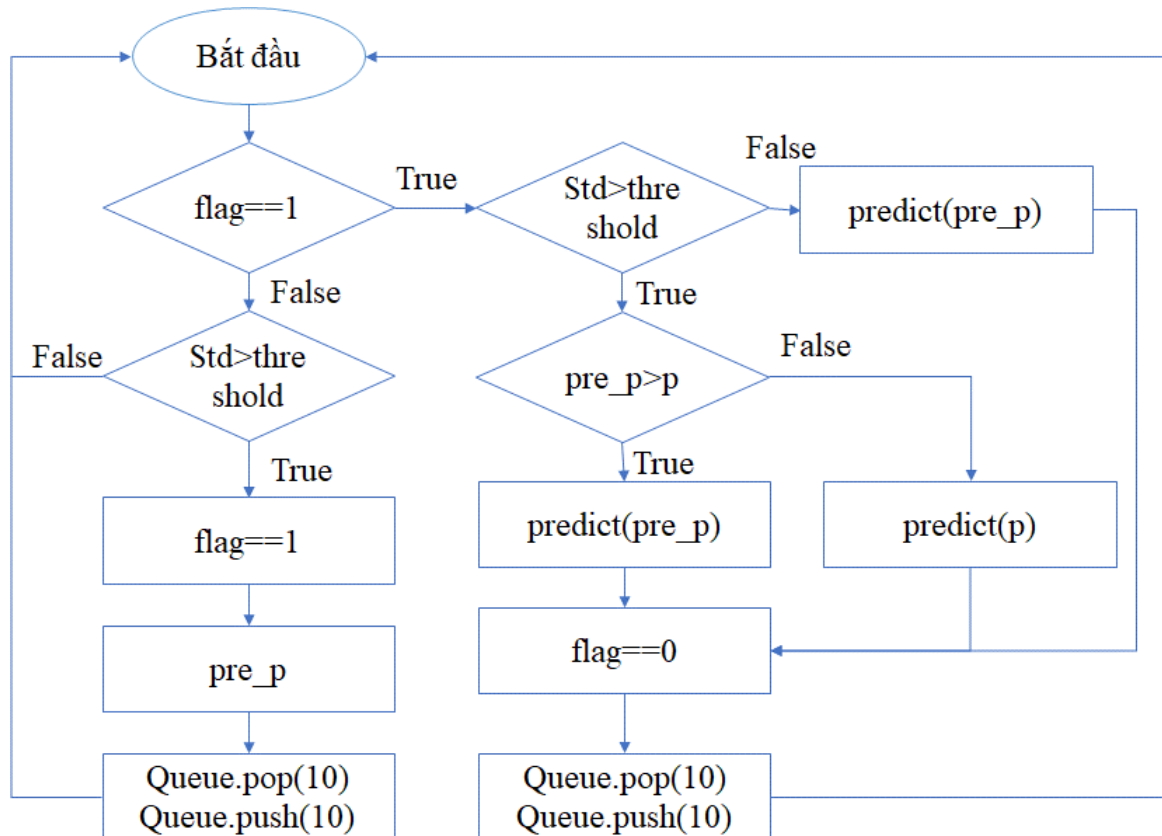 Bắt đầu
flag==1
True
Std>thre
shold
False
predict(pre_p)
False
True
False
Std>thre
shold
pre_p>p
False
True
True
flag==1
predict(pre_p)
predict(p)
pre_p
flag==0
Queue.pop(10)
Queue.push(10)
Queue.pop(10)
Queue.push(10)